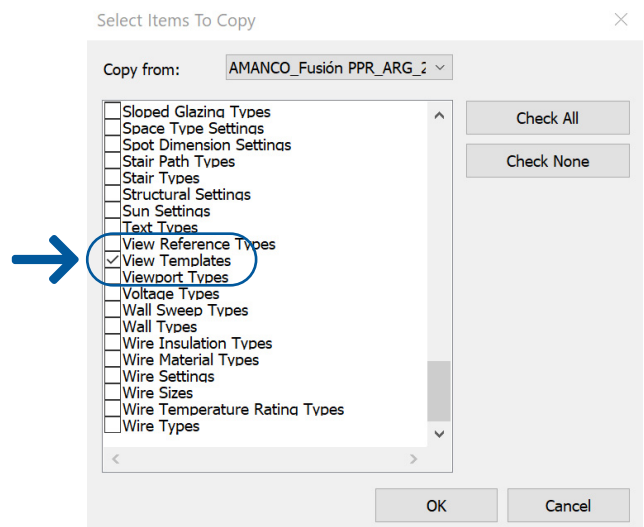 Select Items To Copy
Copy from: AMANCO_Fusión PPR_ARG_2
Sloped Glazing Types
Space Type Settings
Spot Dimension Settings
Stair Path Types
Stair Types
Structural Settings
Sun Settings
Text Types
View Reference Types
View Templates
Viewport Types
Voltage Types
Wall Sweep Types
Wall Types
Wire Insulation Types
Wire Material Types
Wire Settings
Wire Sizes
Wire Temperature Rating Types
Wire Types
Check All
Check None
OK Cancel